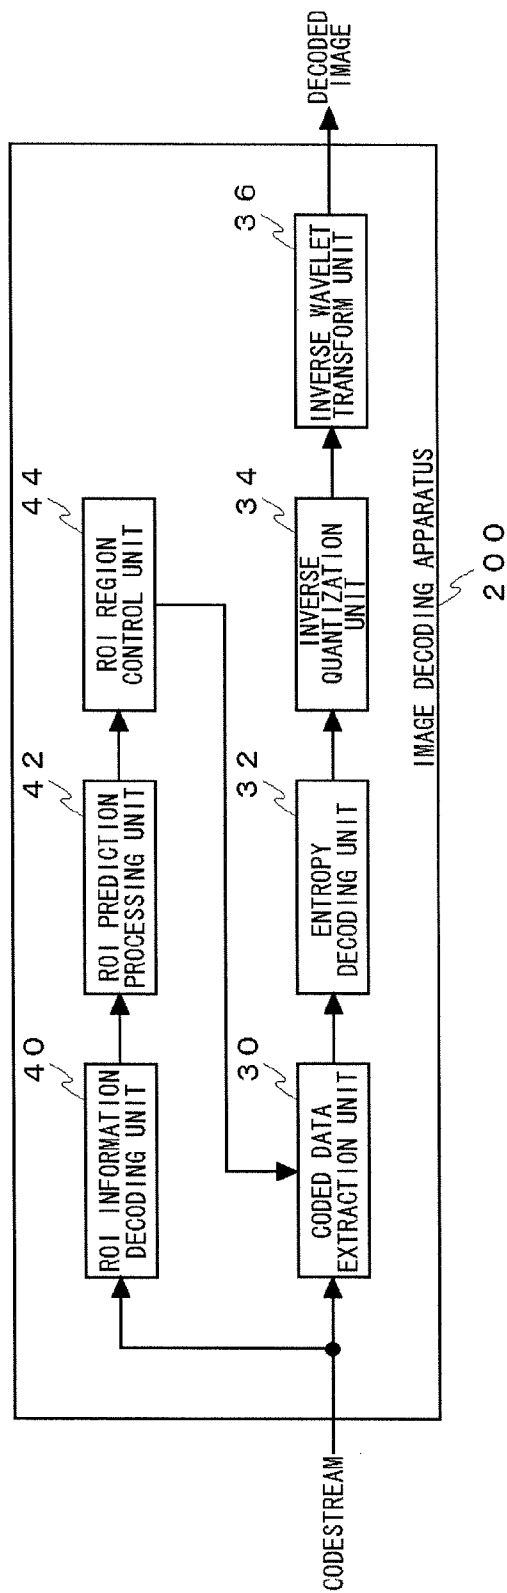 40
ROI INFORMATION
DECODING UNIT
42
ROI PREDICTION
PROCESSING UNIT
44
ROI REGION
CONTROL UNIT
CODESTREAM
30
CODED DATA
EXTRACTION UNIT
32
ENTROPY
DECODING UNIT
34
INVERSE
QUANTIZATION
UNIT
36
INVERSE WAVELET
TRANSFORM UNIT
DECODED
IMAGE
IMAGE DECODING APPARATUS
200